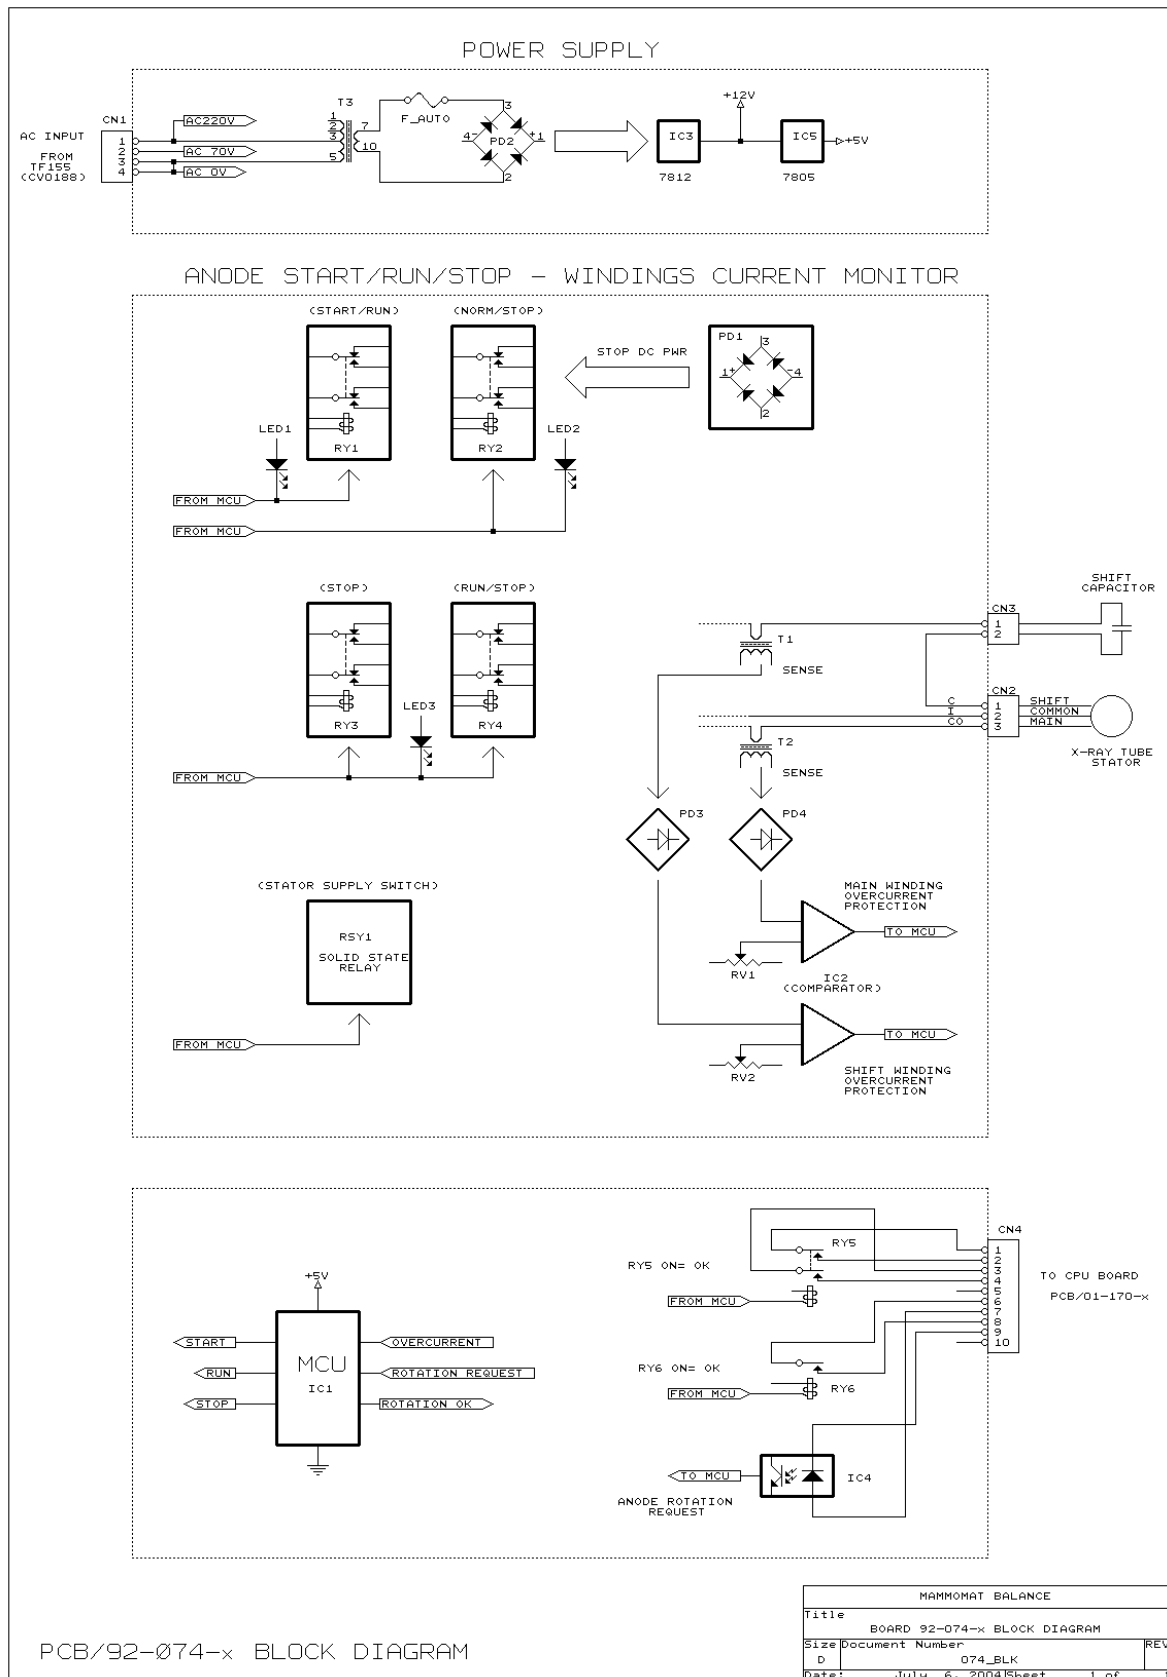 POWER SUPPLY
CN1
AC INPUT
FROM
TF155
(CV0188)
1
2
3
4
AC220V
AC 70V
AC 0V
T3
1
2
3
5
7
10
F_AUTO
3
4-
PD2
+1
2
IC3
7812
+12V
IC5
7805
+5V
ANODE START/RUN/STOP - WINDINGS CURRENT MONITOR
(START/RUN)
(NORM/STOP)
STOP DC PWR
PD1
3
1+
-4
2
LED1
RY1
RY2
LED2
FROM MCU
FROM MCU
(STOP)
(RUN/STOP)
RY3
LED3
RY4
FROM MCU
T1
SENSE
T2
SENSE
CN3
1
2
SHIFT
CAPACITOR
CN2
C
1
SHIFT
I
2
COMMON
CO
3
MAIN
X-RAY TUBE
STATOR
PD3
PD4
(STATOR SUPPLY SWITCH)
RSY1
SOLID STATE
RELAY
FROM MCU
MAIN WINDING
OVERCURRENT
PROTECTION
TO MCU
RV1
IC2
(COMPARATOR)
TO MCU
RV2
SHIFT WINDING
OVERCURRENT
PROTECTION
+5V
START
RUN
STOP
MCU
IC1
OVERCURRENT
ROTATION REQUEST
ROTATION OK
RY5 ON= OK
RY5
FROM MCU
RY6 ON= OK
FROM MCU
RY6
CN4
1
2
3
4
5
6
7
8
9
10
TO CPU BOARD
PCB/01-170-x
TO MCU
IC4
ANODE ROTATION
REQUEST
PCB/92-074-x BLOCK DIAGRAM
MAMMOMAT BALANCE
Title
BOARD 92-074-x BLOCK DIAGRAM
Size
Document Number
REV
D
074_BLK
Date:
July 6, 2004
Sheet
1 of